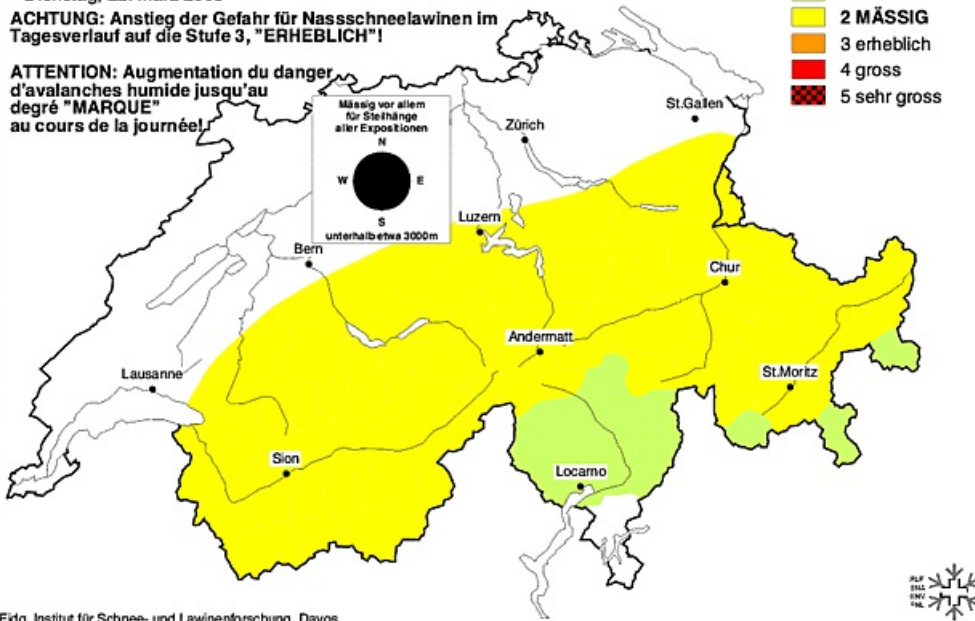 ACHTUNG: Anstieg der Gefahr für Nassschneelawinen im
Tagesverlauf auf die Stufe 3, "ERHEBLICH"!
ATTENTION: Augmentation du danger
d'avalanches humide jusqu'au
degré "MARQUE"
au cours de la journée!
2 MÄSSIG
3 erheblich
4 gross
5 sehr gross
Mässig vor allem
für Steilhänge
aller Expositionen
N
W E
S
unterhalb etwa 3000m
St.Gallen
Zürich
Luzern
Bern
Chur
Andermatt
Lausanne
St.Moritz
Sion
Locarno
SLF
Eidg. Institut für Schnee- und Lawinenforschung, Davos